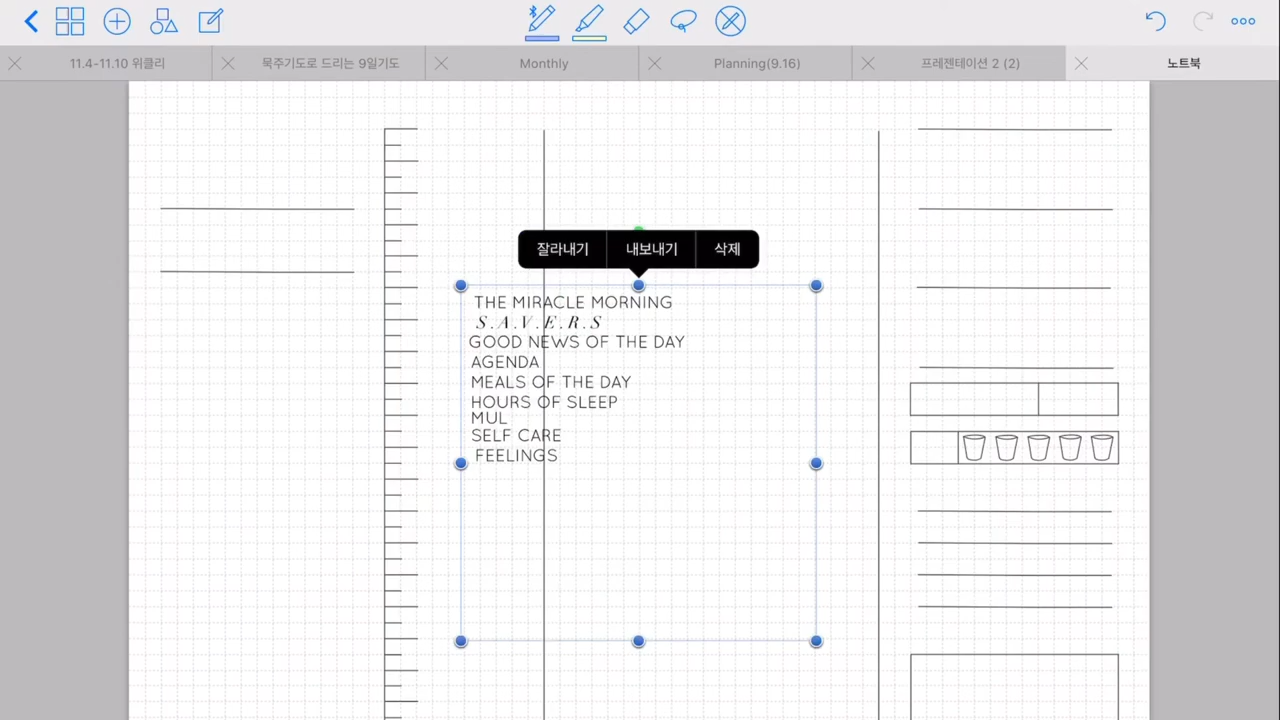 11.4-11.10 위클리
묵주기도로 드리는 9일기도
Monthly
Planning(9.16)
프레젠테이션 2 (2)
노트북
잘라내기
내보내기
삭제
THE MIRACLE MORNING
S.A.V.E.R.S
GOOD NEWS OF THE DAY
AGENDA
MEALS OF THE DAY
HOURS OF SLEEP
MUL
SELF CARE
FEELINGS